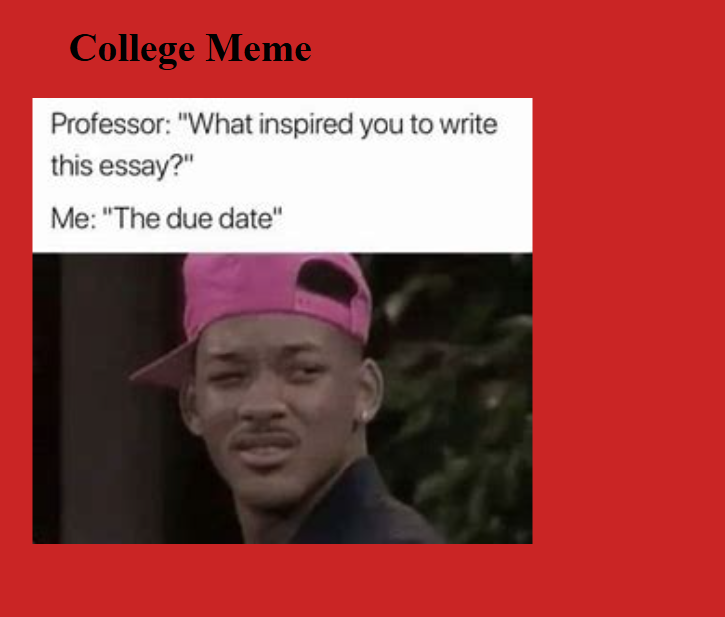 College Meme
Professor: "What inspired you to write
this essay?"
Me: "The due date"